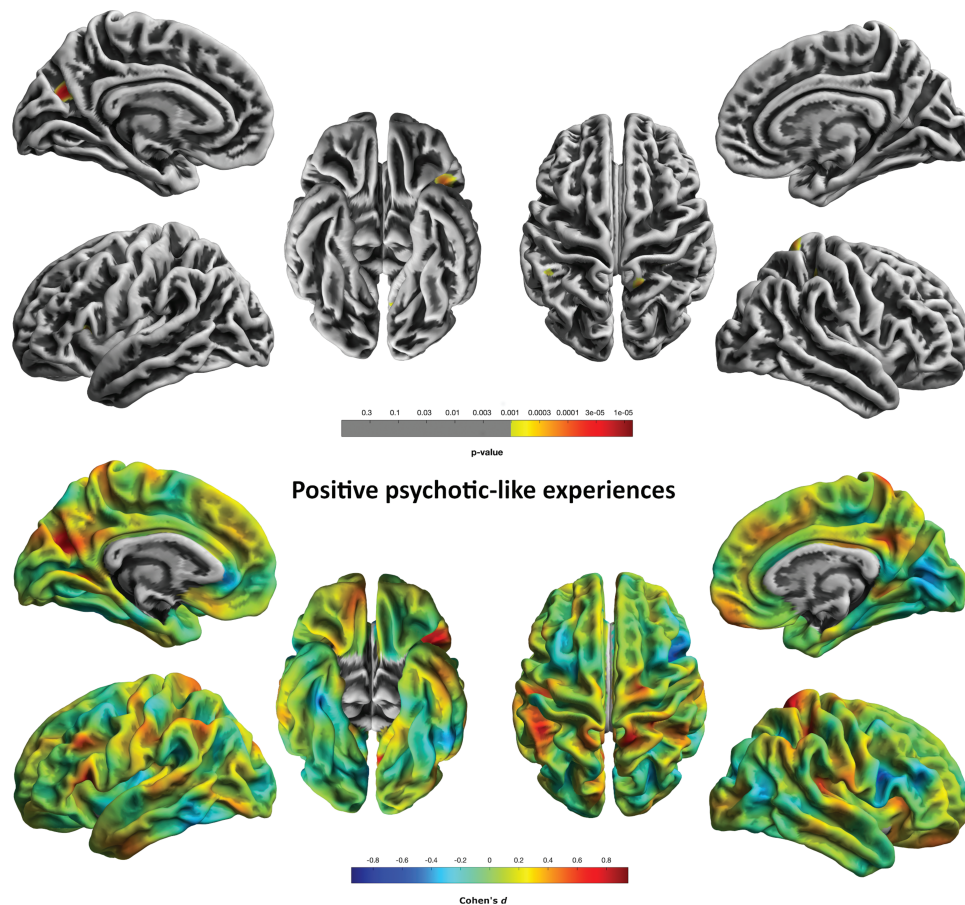 0.3 0.1 0.03 0.01 0.003 0.001 0.0003 0.0001 3e-05 1e-05
p-value
Positive psychotic-like experiences
-0.8 -0.6 -0.4 -0.2 0 0.2 0.4 0.6 0.8
Cohen's d